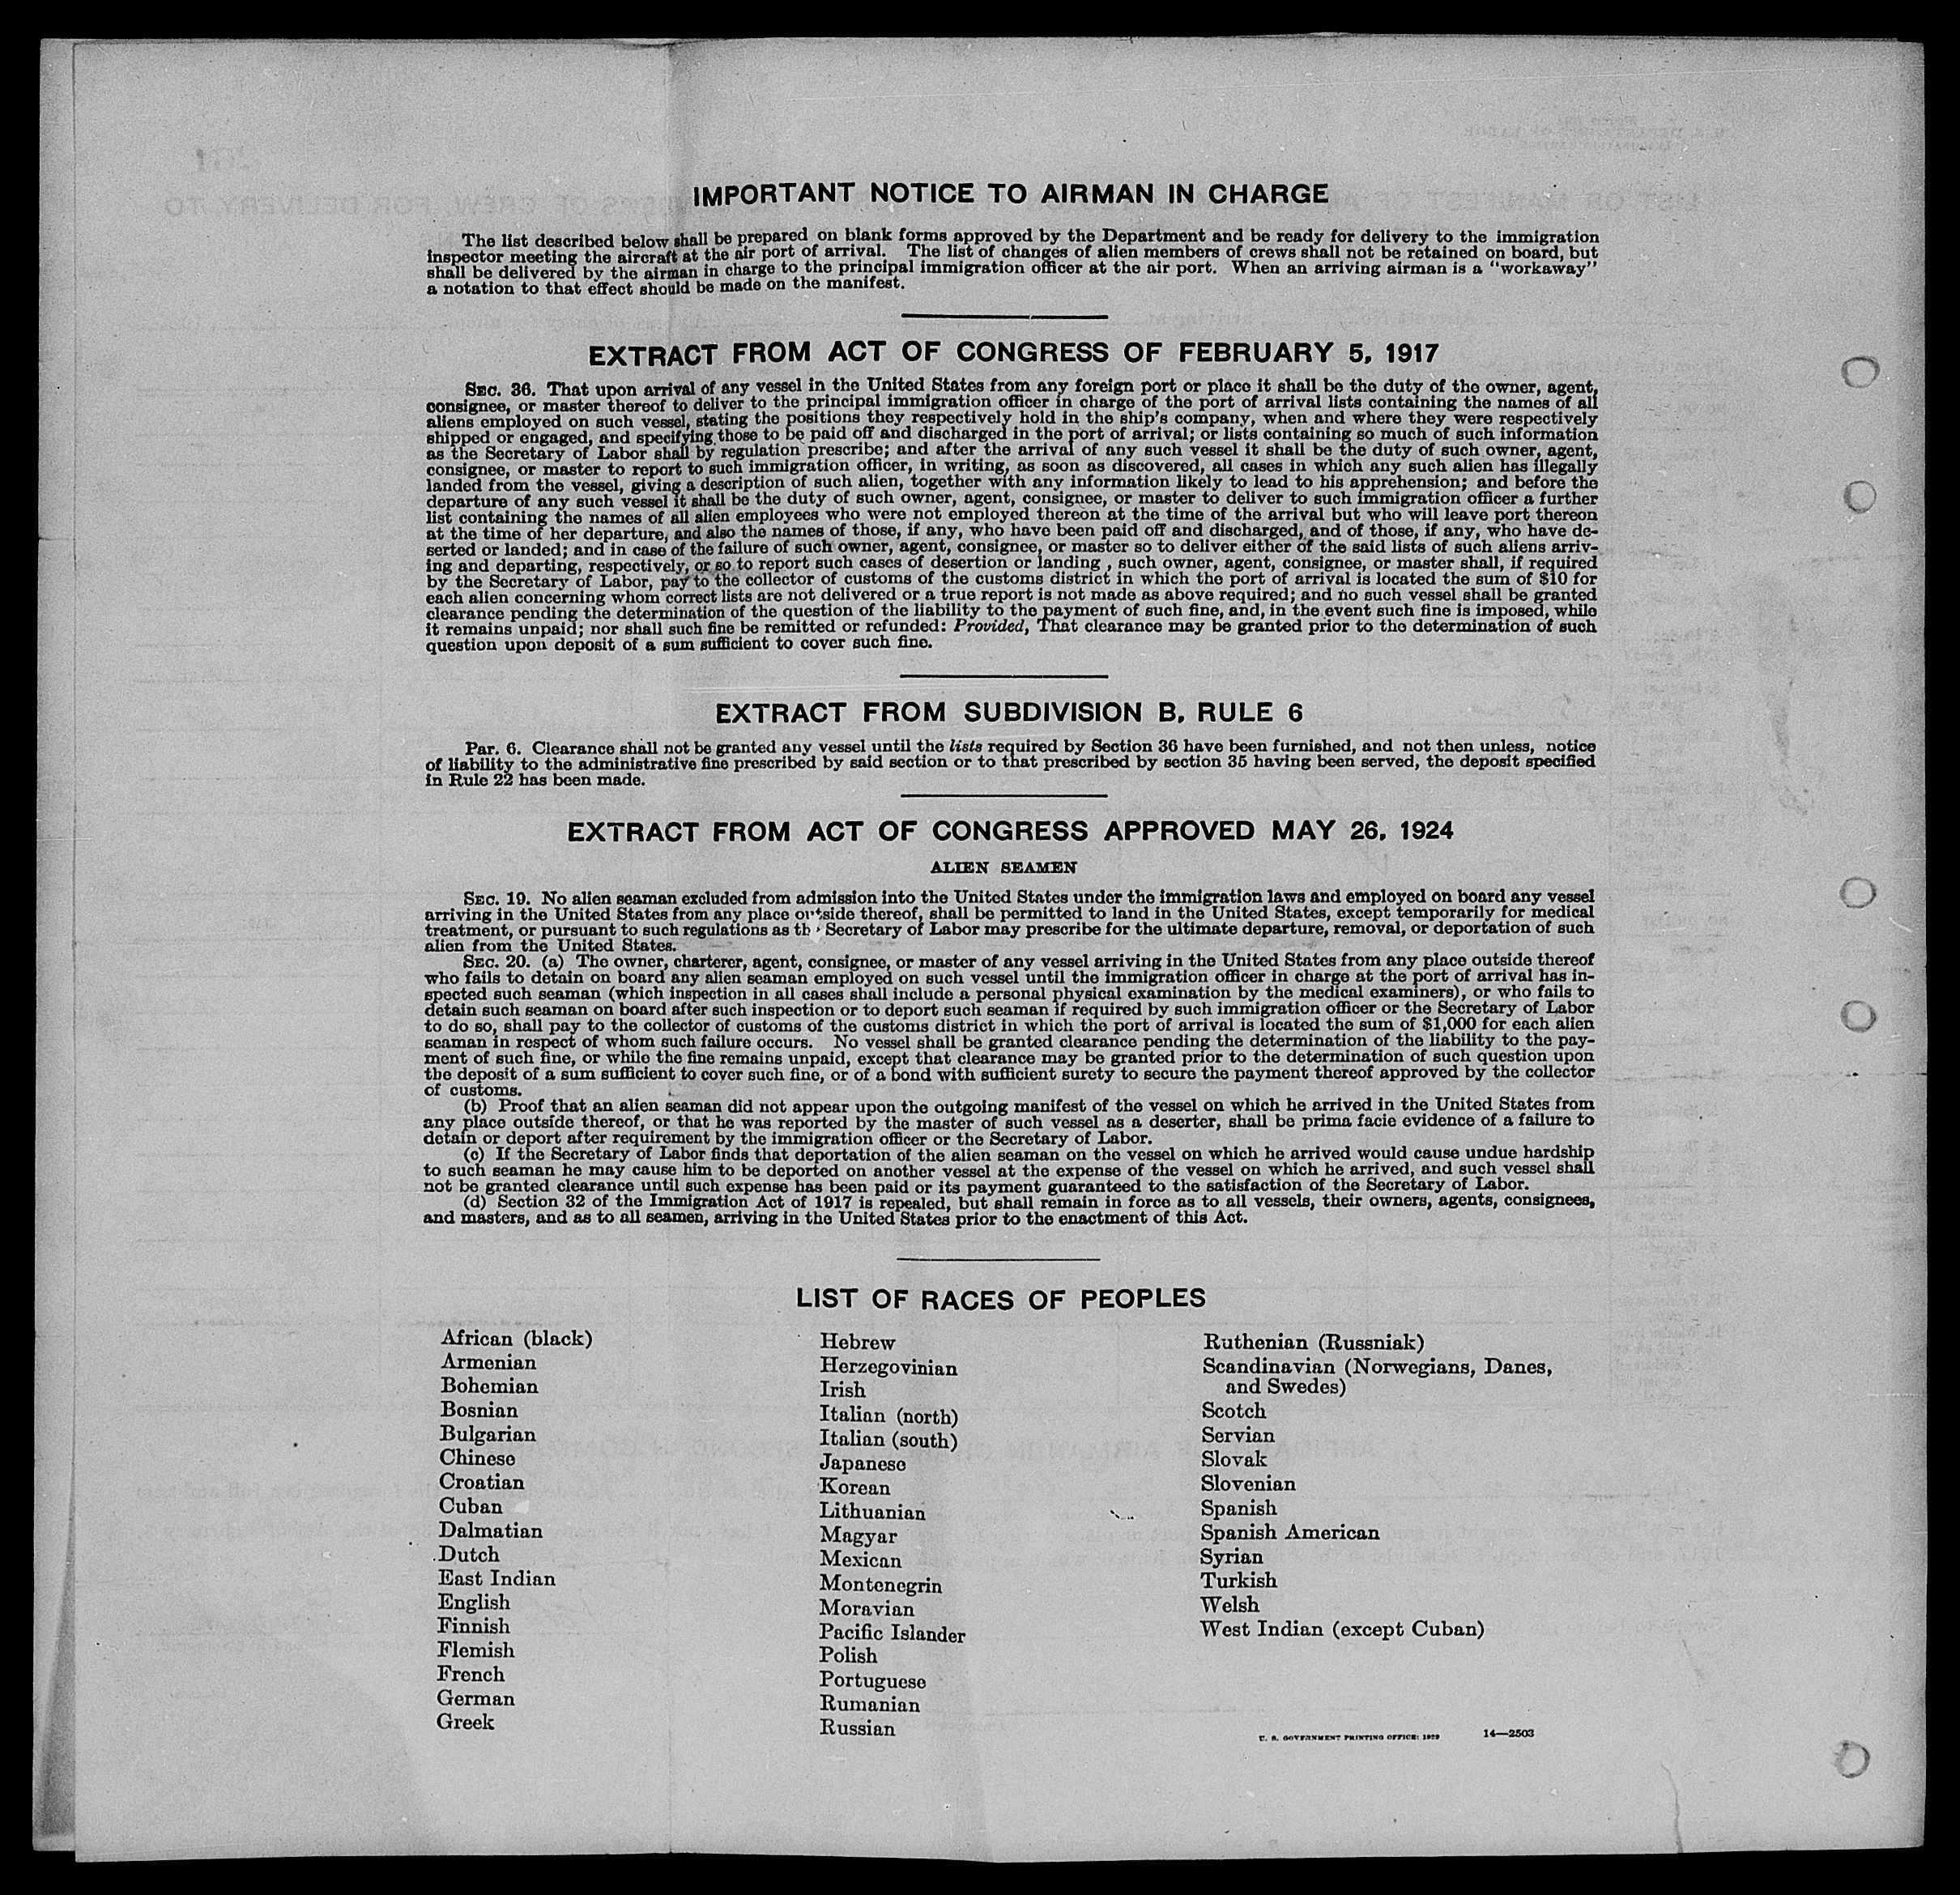 IMPORTANT NOTICE TO AIRMAN IN CHARGE
The list described below shall be prepared on blank forms approved by the Department and be ready for delivery to the immigration
inspector meeting the aircraft at the air port of arrival. The list of changes of alien members of crews shall not be retained on board, but
shall be delivered by the airman in charge to the principal immigration officer at the air port. When an arriving airman is a "workaway"
a notation to that effect should be made on the manifest.
EXTRACT FROM ACT OF CONGRESS OF FEBRUARY 5, 1917
SEC. 36. That upon arrival of any vessel in the United States from any foreign port or place it shall be the duty of the owner, agent,
consignee, or master thereof to deliver to the principal immigration officer in charge of the port of arrival lists containing the names of all
aliens employed on such vessel, stating the positions they respectively hold in the ship's company, when and where they were respectively
shipped or engaged, and specifying those to be paid off and discharged in the port of arrival; or lists containing so much of such information
as the Secretary of Labor shall by regulation prescribe; and after the arrival of any such vessel it shall be the duty of such owner, agent,
consignee, or master to report to such immigration officer, in writing, as soon as discovered, all cases in which any such alien has illegally
landed from the vessel, giving a description of such alien, together with any information likely to lead to his apprehension; and before the
departure of any such vessel it shall be the duty of such owner, agent, consignee, or master to deliver to such immigration officer a further
list containing the names of all alien employees who were not employed thereon at the time of the arrival but who will leave port thereon
at the time of her departure, and also the names of those, if any, who have been paid off and discharged, and of those, if any, who have de-
serted or landed; and in case of the failure of such owner, agent, consignee, or master so to deliver either of the said lists of such aliens arriv-
ing and departing, respectively, or so to report such cases of desertion or landing , such owner, agent, consignee, or master shall, if required
by the Secretary of Labor, pay to the collector of customs of the customs district in which the port of arrival is located the sum of $10 for
each alien concerning whom correct lists are not delivered or a true report is not made as above required; and no such vessel shall be granted
clearance pending the determination of the question of the liability to the payment of such fine, and, in the event such fine is imposed, while
it remains unpaid; nor shall such fine be remitted or refunded: Provided, That clearance may be granted prior to the determination of such
question upon deposit of a sum sufficient to cover such fine.
EXTRACT FROM SUBDIVISION B, RULE 6
Par. 6. Clearance shall not be granted any vessel until the lists required by Section 36 have been furnished, and not then unless, notice
of liability to the administrative fine prescribed by said section or to that prescribed by section 35 having been served, the deposit specified
in Rule 22 has been made.
EXTRACT FROM ACT OF CONGRESS APPROVED MAY 26, 1924
ALIEN SEAMEN
SEC. 19. No alien seaman excluded from admission into the United States under the immigration laws and employed on board any vessel
arriving in the United States from any place outside thereof, shall be permitted to land in the United States, except temporarily for medical
treatment, or pursuant to such regulations as the Secretary of Labor may prescribe for the ultimate departure, removal, or deportation of such
alien from the United States.
SEC. 20. (a) The owner, charterer, agent, consignee, or master of any vessel arriving in the United States from any place outside thereof
who fails to detain on board any alien seaman employed on such vessel until the immigration officer in charge at the port of arrival has in-
spected such seaman (which inspection in all cases shall include a personal physical examination by the medical examiners), or who fails to
detain such seaman on board after such inspection or to deport such seaman if required by such immigration officer or the Secretary of Labor
to do so, shall pay to the collector of customs of the customs district in which the port of arrival is located the sum of $1,000 for each alien
seaman in respect of whom such failure occurs. No vessel shall be granted clearance pending the determination of the liability to the pay-
ment of such fine, or while the fine remains unpaid, except that clearance may be granted prior to the determination of such question upon
the deposit of a sum sufficient to cover such fine, or of a bond with sufficient surety to secure the payment thereof approved by the collector
of customs.
(b) Proof that an alien seaman did not appear upon the outgoing manifest of the vessel on which he arrived in the United States from
any place outside thereof, or that he was reported by the master of such vessel as a deserter, shall be prima facie evidence of a failure to
detain or deport after requirement by the immigration officer or the Secretary of Labor.
(c) If the Secretary of Labor finds that deportation of the alien seaman on the vessel on which he arrived would cause undue hardship
to such seaman he may cause him to be deported on another vessel at the expense of the vessel on which he arrived, and such vessel shall
not be granted clearance until such expense has been paid or its payment guaranteed to the satisfaction of the Secretary of Labor.
(d) Section 32 of the Immigration Act of 1917 is repealed, but shall remain in force as to all vessels, their owners, agents, consignees,
and masters, and as to all seamen, arriving in the United States prior to the enactment of this Act.
LIST OF RACES OF PEOPLES
African (black)
Armenian
Bohemian
Bosnian
Bulgarian
Chinese
Croatian
Cuban
Dalmatian
Dutch
East Indian
English
Finnish
Flemish
French
German
Greek
Hebrew
Herzegovinian
Irish
Italian (north)
Italian (south)
Japanese
Korean
Lithuanian
Magyar
Mexican
Montenegrin
Moravian
Pacific Islander
Polish
Portuguese
Rumanian
Russian
Ruthenian (Russniak)
Scandinavian (Norwegians, Danes,
and Swedes)
Scotch
Servian
Slovak
Slovenian
Spanish
Spanish American
Syrian
Turkish
Welsh
West Indian (except Cuban)
U. S. GOVERNMENT PRINTING OFFICE: 1929 14—2503